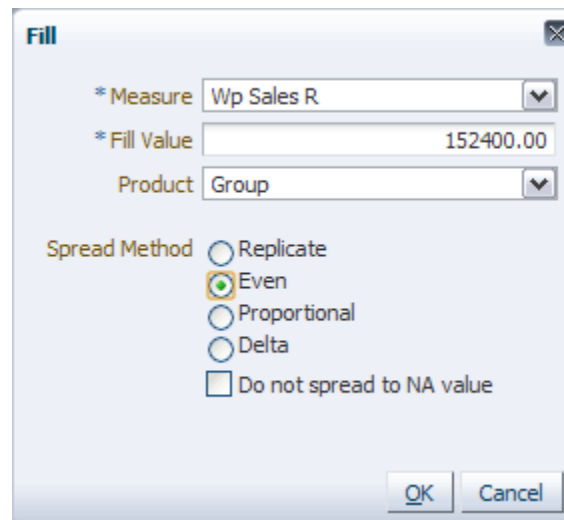 Fill
* Measure Wp Sales R
* Fill Value 152400.00
Product Group
Spread Method Replicate
Even
Proportional
Delta
Do not spread to NA value
OK Cancel